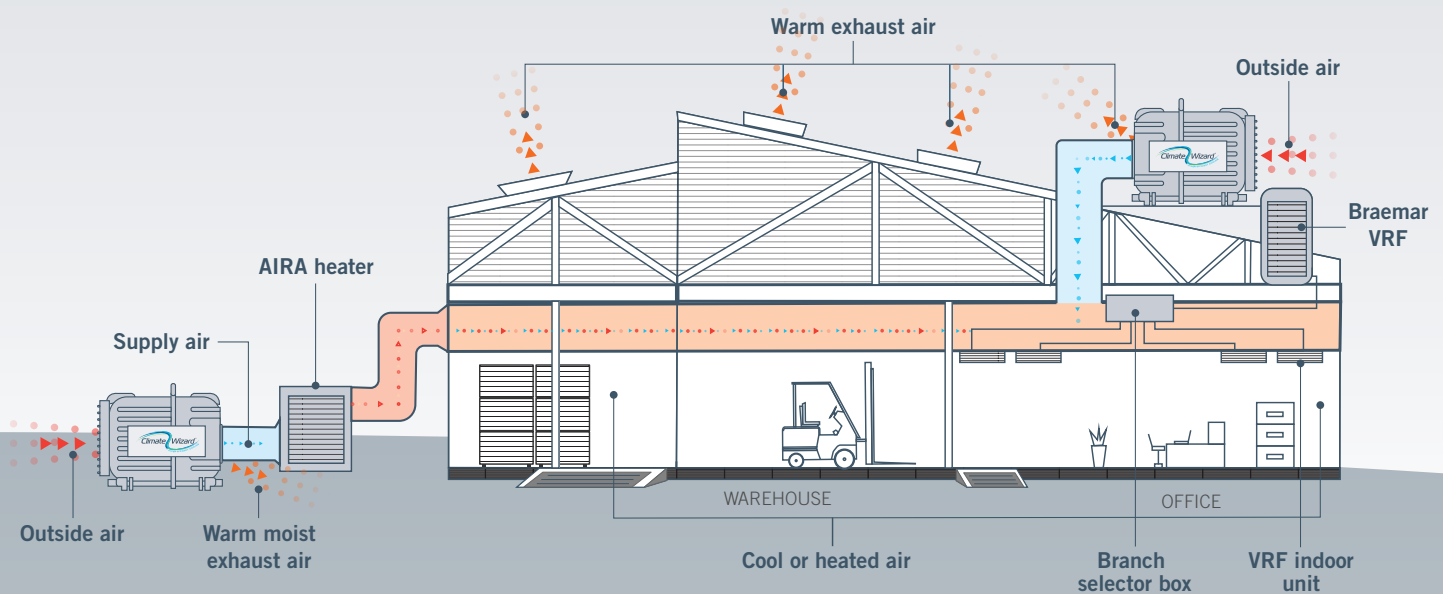 Warm exhaust air
Outside air
Climate Wizard
Braemar
VRF
AIRA heater
Supply air
Climate Wizard
WAREHOUSE
OFFICE
Outside air
Warm moist
exhaust air
Cool or heated air
Branch
selector box
VRF indoor
unit